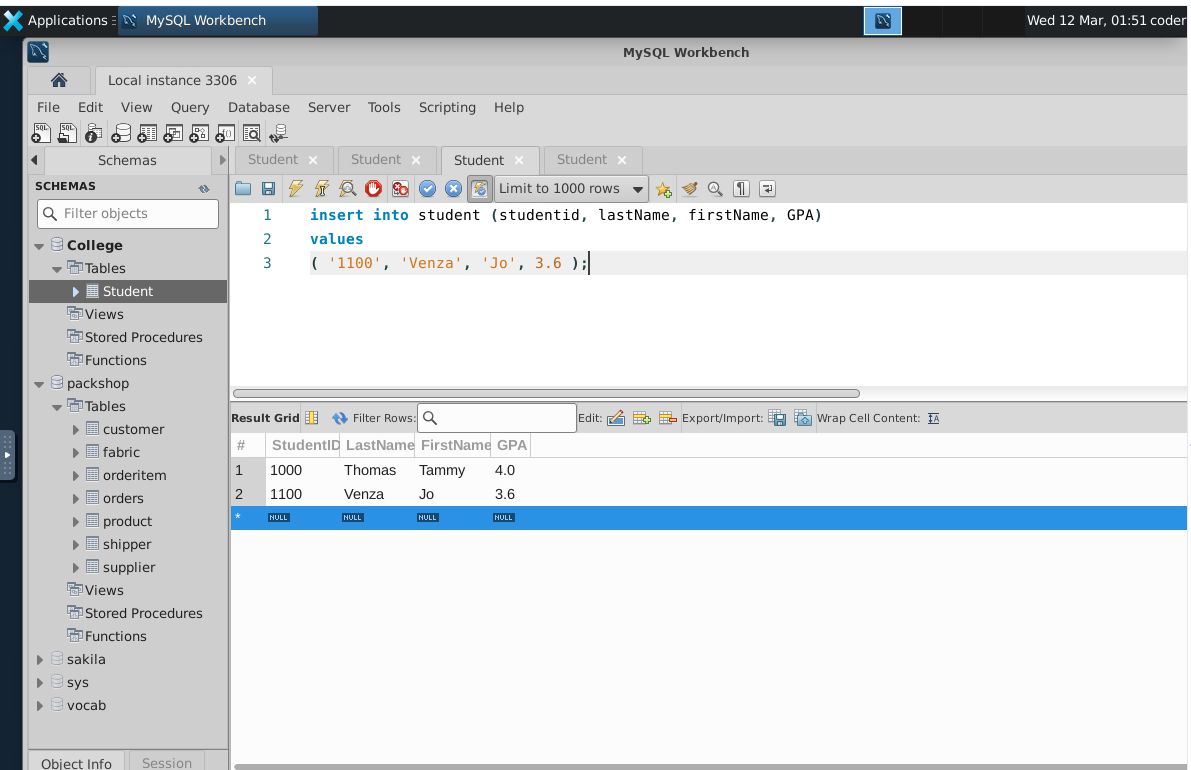 Applications MySQL Workbench Wed 12 Mar, 01:51 coder
MySQL Workbench
Local instance 3306
File Edit View Query Database Server Tools Scripting Help
Schemas
Student Student Student Student
SCHEMAS
Limit to 1000 rows
Filter objects
College
Tables
Student
Views
Stored Procedures
Functions
packshop
Tables
customer
fabric
orderitem
orders
product
shipper
supplier
Views
Stored Procedures
Functions
sakila
sys
vocab
Object Info Session
1 insert into student (studentid, lastName, firstName, GPA)
2 values
3 ( '1100', 'Venza', 'Jo', 3.6 );
Result Grid Filter Rows: Edit: Export/Import: Wrap Cell Content:
# StudentID LastName FirstName GPA
1 1000 Thomas Tammy 4.0
2 1100 Venza Jo 3.6
* NULL NULL NULL NULL